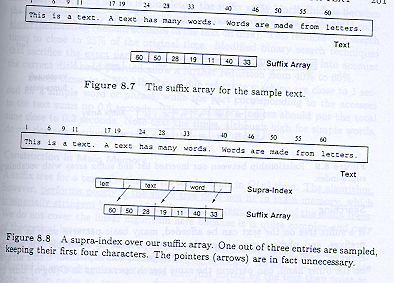 1 6 9 11 17 19 24 28 33 40 46 50 55 60
This is a text. A text has many words. Words are made from letters.
Text
60 50 28 19 11 40 33 Suffix Array
Figure 8.7 The suffix array for the sample text.
1 6 9 11 17 19 24 28 33 40 46 50 55 60
This is a text. A text has many words. Words are made from letters.
Text
lett text word Supra-Index
60 50 28 19 11 40 33 Suffix Array
Figure 8.8 A supra-index over our suffix array. One out of three entries are sampled,
keeping their first four characters. The pointers (arrows) are in fact unnecessary.